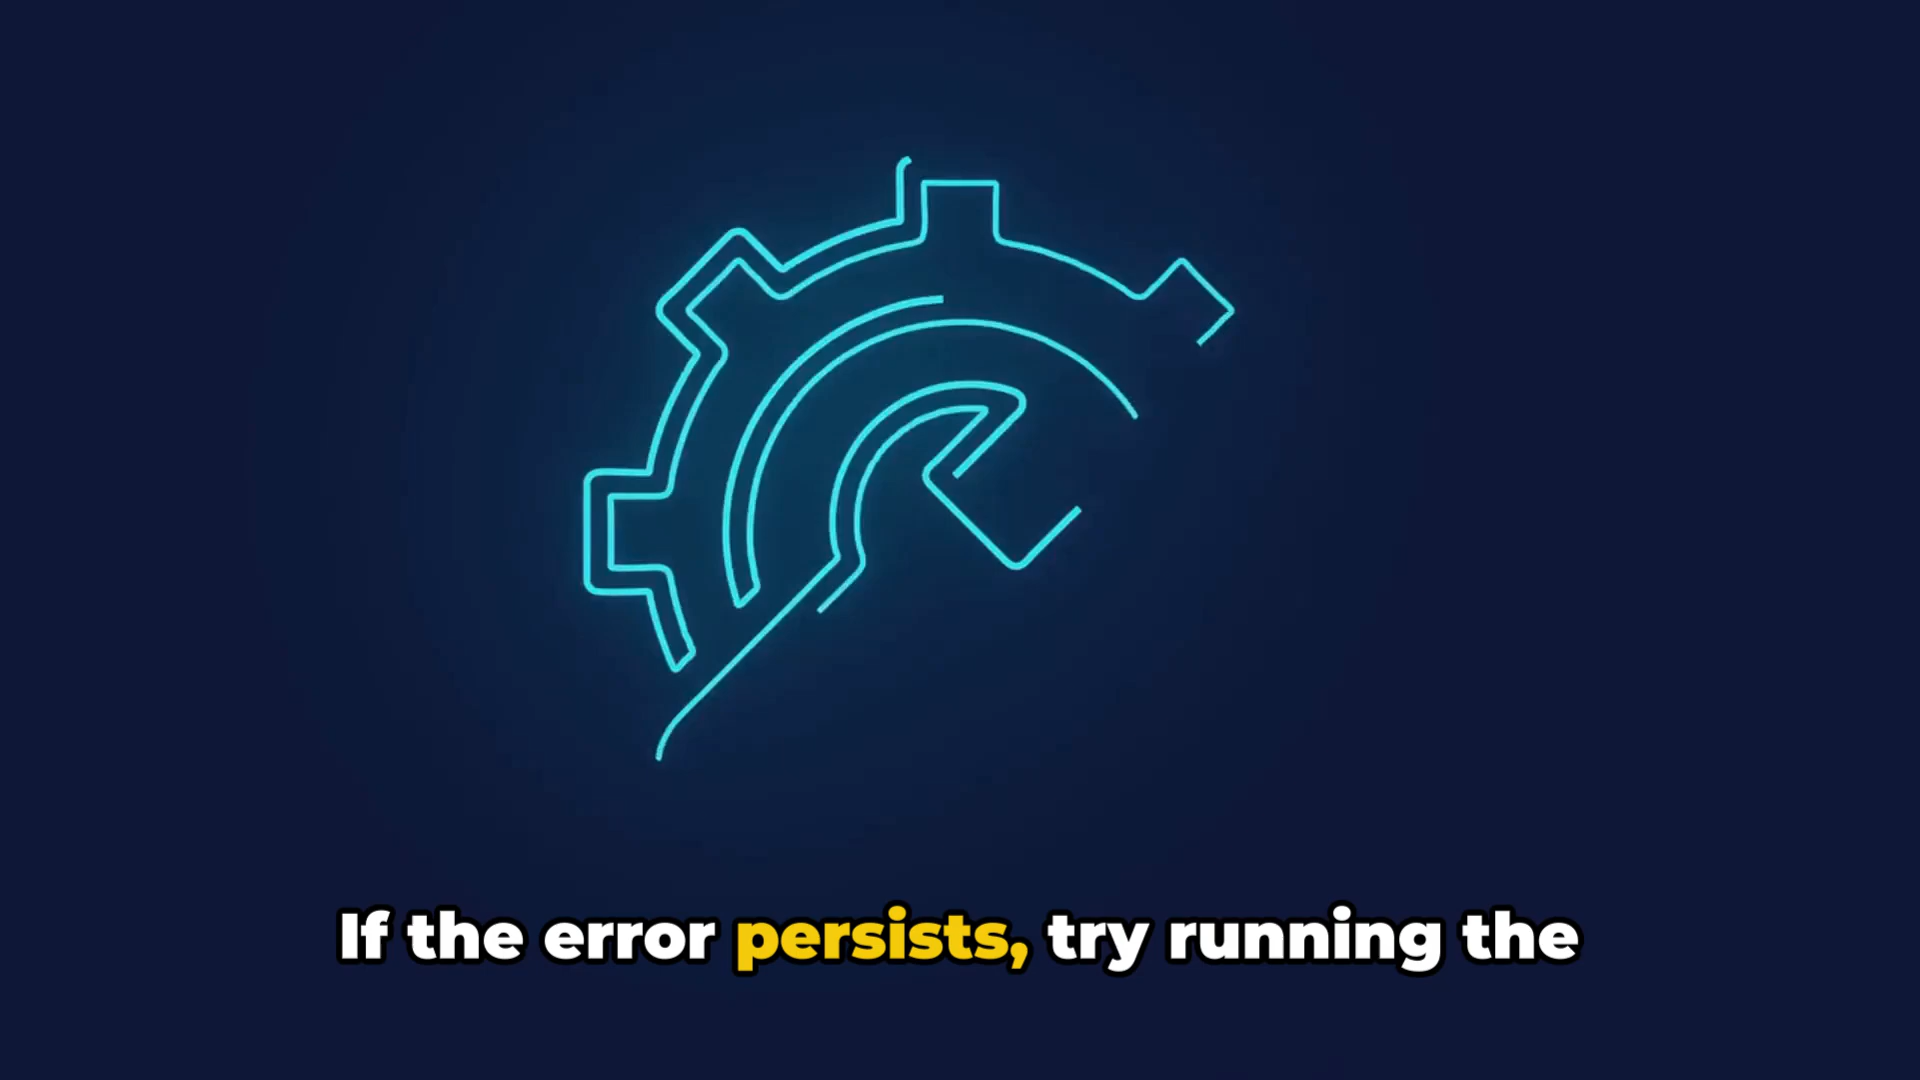 If the error persists, try running the